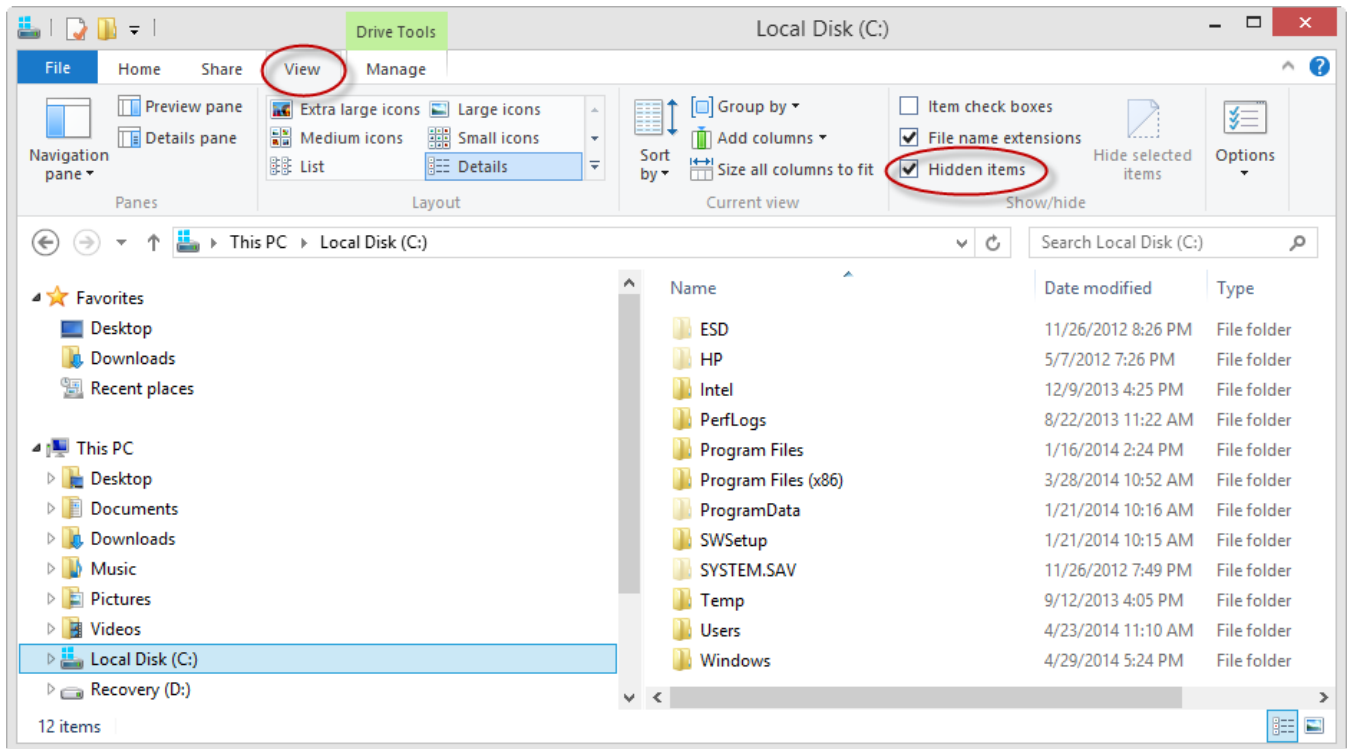 Drive Tools
Local Disk (C:)
File Home Share View Manage
Navigation pane
Preview pane
Details pane
Panes
Extra large icons Large icons
Medium icons Small icons
List Details
Layout
Sort by
Group by
Add columns
Size all columns to fit
Current view
Item check boxes
File name extensions
Hidden items
Hide selected items
Show/hide
Options
This PC Local Disk (C:)
Search Local Disk (C:)
Favorites
Desktop
Downloads
Recent places
This PC
Desktop
Documents
Downloads
Music
Pictures
Videos
Local Disk (C:)
Recovery (D:)
Name Date modified Type
ESD 11/26/2012 8:26 PM File folder
HP 5/7/2012 7:26 PM File folder
Intel 12/9/2013 4:25 PM File folder
PerfLogs 8/22/2013 11:22 AM File folder
Program Files 1/16/2014 2:24 PM File folder
Program Files (x86) 3/28/2014 10:52 AM File folder
ProgramData 1/21/2014 10:16 AM File folder
SWSetup 1/21/2014 10:15 AM File folder
SYSTEM.SAV 11/26/2012 7:49 PM File folder
Temp 9/12/2013 4:05 PM File folder
Users 4/23/2014 11:10 AM File folder
Windows 4/29/2014 5:24 PM File folder
12 items